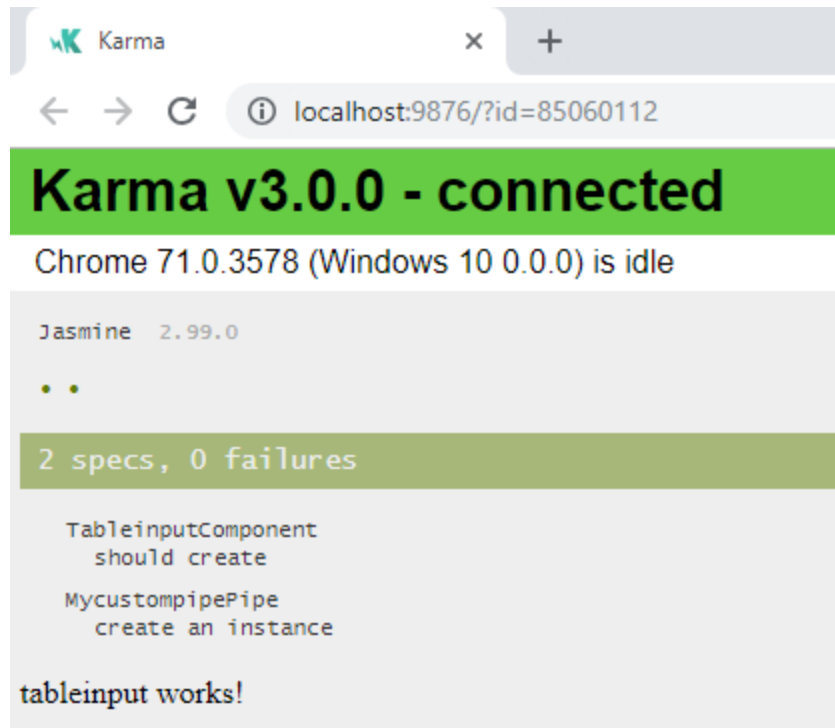 Karma
localhost:9876/?id=85060112
Karma v3.0.0 - connected
Chrome 71.0.3578 (Windows 10 0.0.0) is idle
Jasmine 2.99.0
• •
2 specs, 0 failures
TableinputComponent
should create
MycustompipePipe
create an instance
tableinput works!